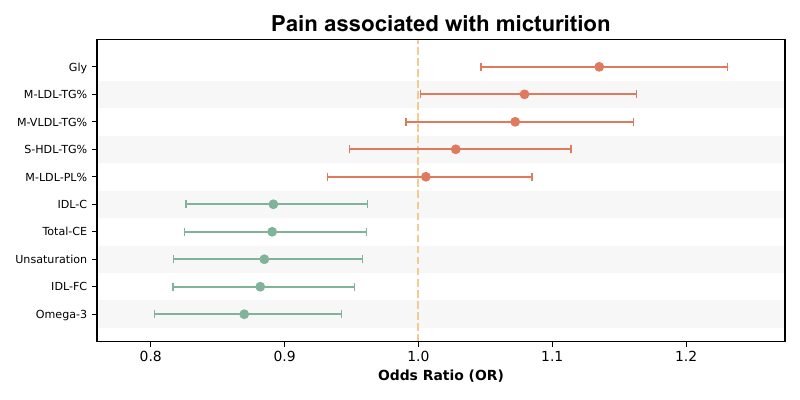 Pain associated with micturition
Gly
M-LDL-TG%
M-VLDL-TG%
S-HDL-TG%
M-LDL-PL%
IDL-C
Total-CE
Unsaturation
IDL-FC
Omega-3
0.8 0.9 1.0 1.1 1.2
Odds Ratio (OR)